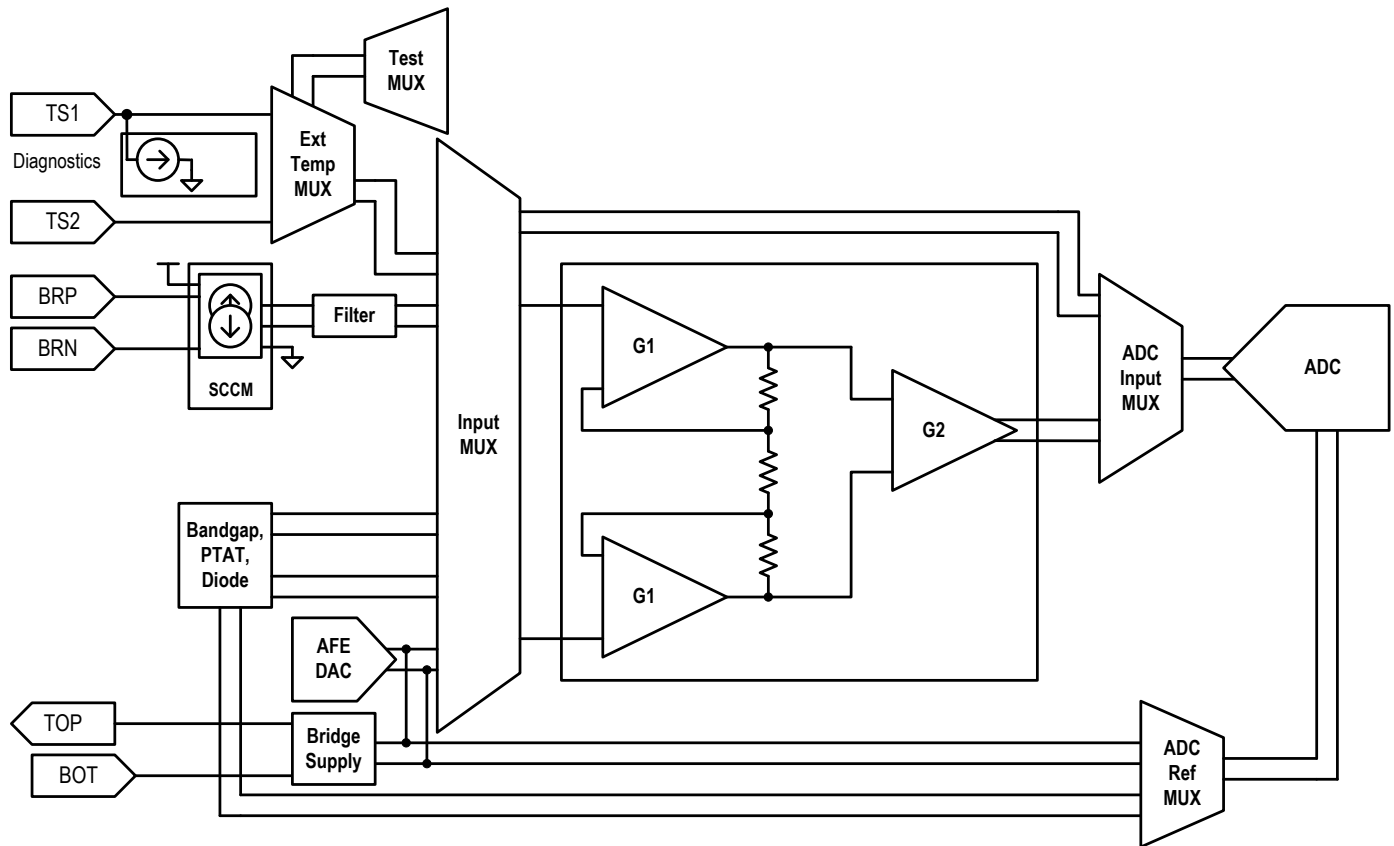 Test
MUX
TS1
Ext
Temp
MUX
Diagnostics
TS2
BRP
BRN
SCCM
Filter
Input
MUX
G1
G2
G1
ADC
Input
MUX
ADC
Bandgap,
PTAT,
Diode
AFE
DAC
TOP
Bridge
Supply
BOT
ADC
Ref
MUX